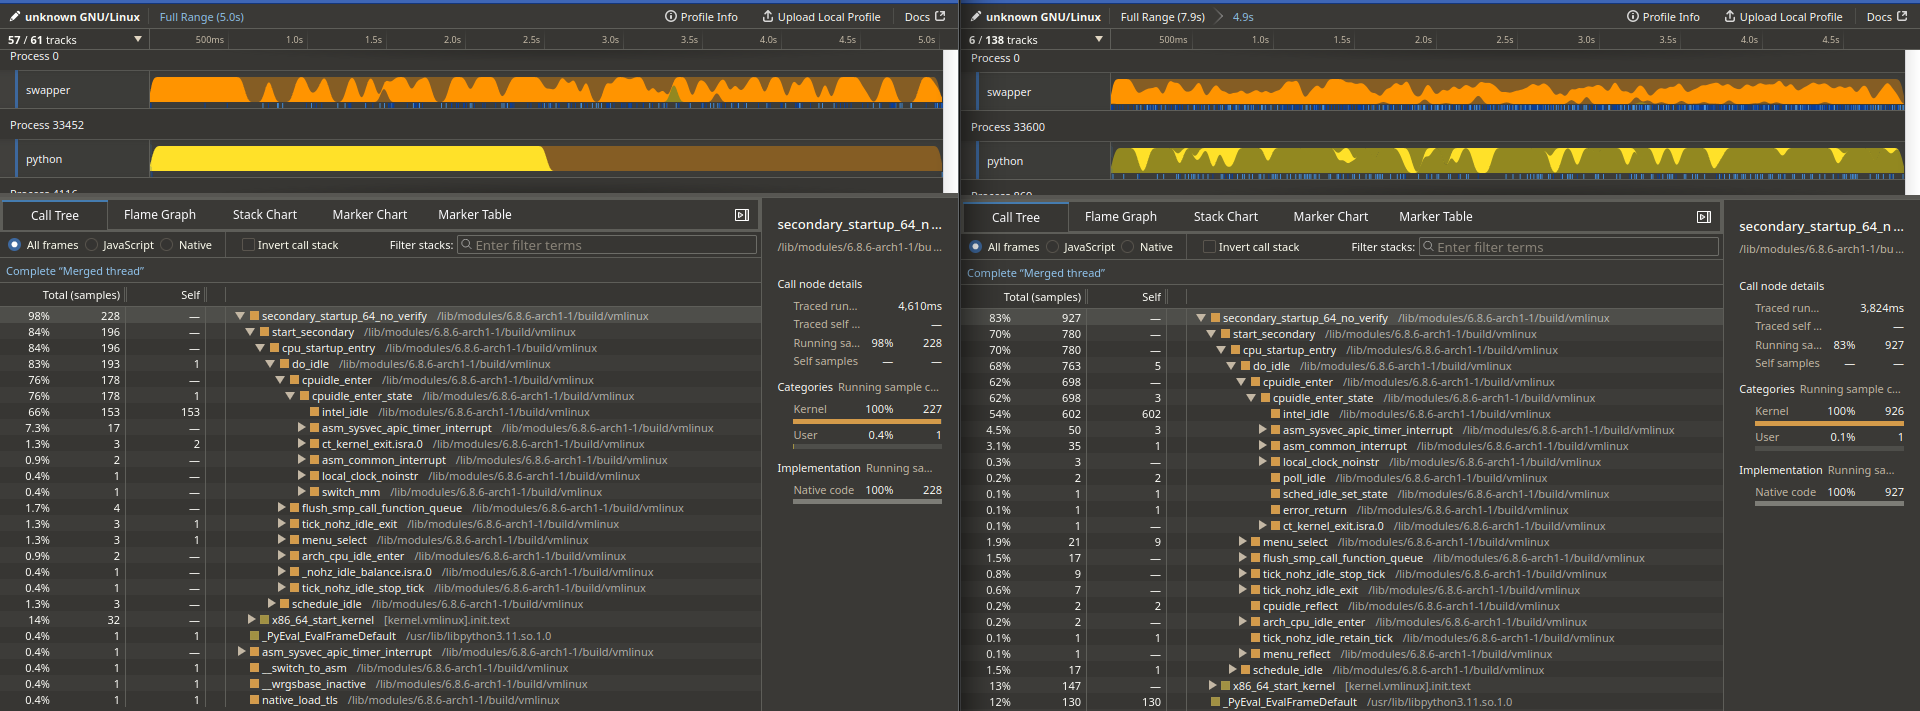 unknown GNU/Linux Full Range (5.0s) Profile Info Upload Local Profile Docs
57 / 61 tracks 500ms 1.0s 1.5s 2.0s 2.5s 3.0s 3.5s 4.0s 4.5s 5.0s
Process 0
swapper
Process 33452
python
Process 4116
Call Tree Flame Graph Stack Chart Marker Chart Marker Table
All frames JavaScript Native Invert call stack Filter stacks: Enter filter terms
Complete “Merged thread”
Total (samples) Self
98% 228 — secondary_startup_64_no_verify /lib/modules/6.8.6-arch1-1/build/vmlinux
84% 196 — start_secondary /lib/modules/6.8.6-arch1-1/build/vmlinux
84% 196 — cpu_startup_entry /lib/modules/6.8.6-arch1-1/build/vmlinux
83% 193 1 do_idle /lib/modules/6.8.6-arch1-1/build/vmlinux
76% 178 — cpuidle_enter /lib/modules/6.8.6-arch1-1/build/vmlinux
76% 178 1 cpuidle_enter_state /lib/modules/6.8.6-arch1-1/build/vmlinux
66% 153 153 intel_idle /lib/modules/6.8.6-arch1-1/build/vmlinux
7.3% 17 — asm_sysvec_apic_timer_interrupt /lib/modules/6.8.6-arch1-1/build/vmlinux
1.3% 3 2 ct_kernel_exit.isra.0 /lib/modules/6.8.6-arch1-1/build/vmlinux
0.9% 2 — asm_common_interrupt /lib/modules/6.8.6-arch1-1/build/vmlinux
0.4% 1 — local_clock_noinstr /lib/modules/6.8.6-arch1-1/build/vmlinux
0.4% 1 — switch_mm /lib/modules/6.8.6-arch1-1/build/vmlinux
1.7% 4 — flush_smp_call_function_queue /lib/modules/6.8.6-arch1-1/build/vmlinux
1.3% 3 1 tick_nohz_idle_exit /lib/modules/6.8.6-arch1-1/build/vmlinux
1.3% 3 1 menu_select /lib/modules/6.8.6-arch1-1/build/vmlinux
0.9% 2 — arch_cpu_idle_enter /lib/modules/6.8.6-arch1-1/build/vmlinux
0.4% 1 — _nohz_idle_balance.isra.0 /lib/modules/6.8.6-arch1-1/build/vmlinux
0.4% 1 — tick_nohz_idle_stop_tick /lib/modules/6.8.6-arch1-1/build/vmlinux
1.3% 3 — schedule_idle /lib/modules/6.8.6-arch1-1/build/vmlinux
14% 32 — x86_64_start_kernel [kernel.vmlinux].init.text
0.4% 1 1 _PyEval_EvalFrameDefault /usr/lib/libpython3.11.so.1.0
0.4% 1 — asm_sysvec_apic_timer_interrupt /lib/modules/6.8.6-arch1-1/build/vmlinux
0.4% 1 1 __switch_to_asm /lib/modules/6.8.6-arch1-1/build/vmlinux
0.4% 1 1 __wrgsbase_inactive /lib/modules/6.8.6-arch1-1/build/vmlinux
0.4% 1 1 native_load_tls /lib/modules/6.8.6-arch1-1/build/vmlinux
secondary_startup_64_n ...
/lib/modules/6.8.6-arch1-1/bu ...
Call node details
Traced run... 4,610ms
Traced self ... —
Running sa... 98% 228
Self samples — —
Categories Running sample c...
Kernel 100% 227
User 0.4% 1
Implementation Running sa...
Native code 100% 228
unknown GNU/Linux Full Range (7.9s) 4.9s Profile Info Upload Local Profile Docs
6 / 138 tracks 500ms 1.0s 1.5s 2.0s 2.5s 3.0s 3.5s 4.0s 4.5s
Process 0
swapper
Process 33600
python
Process 869
Call Tree Flame Graph Stack Chart Marker Chart Marker Table
All frames JavaScript Native Invert call stack Filter stacks: Enter filter terms
Complete “Merged thread”
Total (samples) Self
83% 927 — secondary_startup_64_no_verify /lib/modules/6.8.6-arch1-1/build/vmlinux
70% 780 — start_secondary /lib/modules/6.8.6-arch1-1/build/vmlinux
70% 780 — cpu_startup_entry /lib/modules/6.8.6-arch1-1/build/vmlinux
68% 763 5 do_idle /lib/modules/6.8.6-arch1-1/build/vmlinux
62% 698 — cpuidle_enter /lib/modules/6.8.6-arch1-1/build/vmlinux
62% 698 3 cpuidle_enter_state /lib/modules/6.8.6-arch1-1/build/vmlinux
54% 602 602 intel_idle /lib/modules/6.8.6-arch1-1/build/vmlinux
4.5% 50 3 asm_sysvec_apic_timer_interrupt /lib/modules/6.8.6-arch1-1/build/vmlinux
3.1% 35 1 asm_common_interrupt /lib/modules/6.8.6-arch1-1/build/vmlinux
0.3% 3 — local_clock_noinstr /lib/modules/6.8.6-arch1-1/build/vmlinux
0.2% 2 2 poll_idle /lib/modules/6.8.6-arch1-1/build/vmlinux
0.1% 1 1 sched_idle_set_state /lib/modules/6.8.6-arch1-1/build/vmlinux
0.1% 1 1 error_return /lib/modules/6.8.6-arch1-1/build/vmlinux
0.1% 1 — ct_kernel_exit.isra.0 /lib/modules/6.8.6-arch1-1/build/vmlinux
1.9% 21 9 menu_select /lib/modules/6.8.6-arch1-1/build/vmlinux
1.5% 17 — flush_smp_call_function_queue /lib/modules/6.8.6-arch1-1/build/vmlinux
0.8% 9 — tick_nohz_idle_stop_tick /lib/modules/6.8.6-arch1-1/build/vmlinux
0.6% 7 — tick_nohz_idle_exit /lib/modules/6.8.6-arch1-1/build/vmlinux
0.2% 2 2 cpuidle_reflect /lib/modules/6.8.6-arch1-1/build/vmlinux
0.2% 2 — arch_cpu_idle_enter /lib/modules/6.8.6-arch1-1/build/vmlinux
0.1% 1 1 tick_nohz_idle_retain_tick /lib/modules/6.8.6-arch1-1/build/vmlinux
0.1% 1 — menu_reflect /lib/modules/6.8.6-arch1-1/build/vmlinux
1.5% 17 1 schedule_idle /lib/modules/6.8.6-arch1-1/build/vmlinux
13% 147 — x86_64_start_kernel [kernel.vmlinux].init.text
12% 130 130 _PyEval_EvalFrameDefault /usr/lib/libpython3.11.so.1.0
secondary_startup_64_n ...
/lib/modules/6.8.6-arch1-1/bu ...
Call node details
Traced run... 3,824ms
Traced self ... —
Running sa... 83% 927
Self samples — —
Categories Running sample c...
Kernel 100% 926
User 0.1% 1
Implementation Running sa...
Native code 100% 927